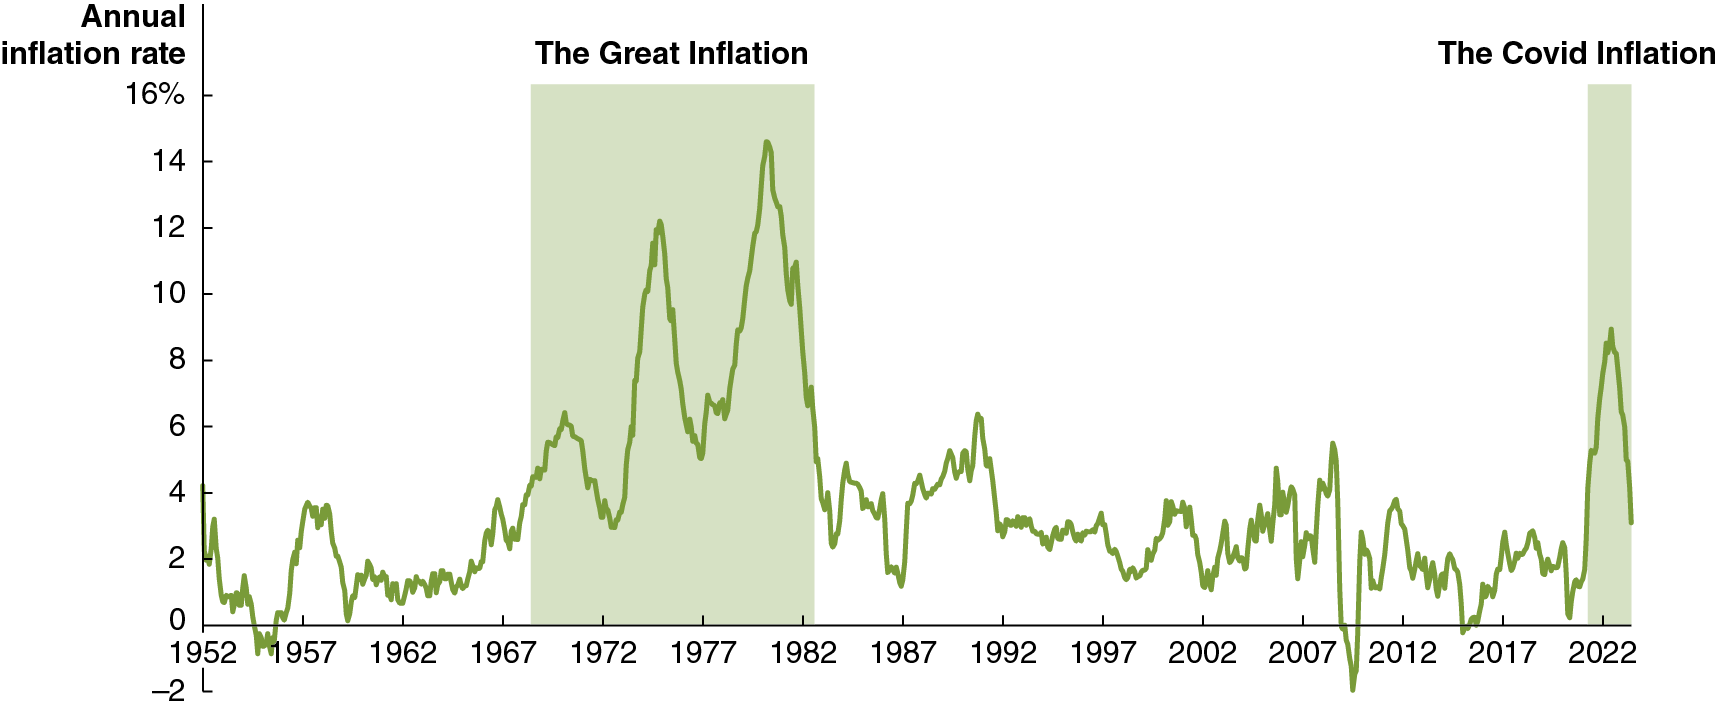 Annual
inflation rate
The Great Inflation
The Covid Inflation
16%
14
12
10
8
6
4
2
0
1952 1957 1962 1967 1972 1977 1982 1987 1992 1997 2002 2007 2012 2017 2022
–2